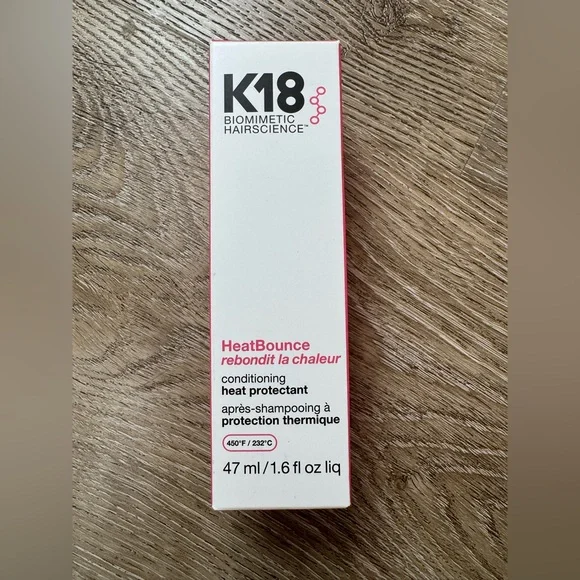 K18
BIOMIMETIC
HAIRSCIENCE™
HeatBounce
rebondit la chaleur
conditioning
heat protectant
après-shampooing à
protection thermique
450°F / 232°C
47 ml/1.6 fl oz liq